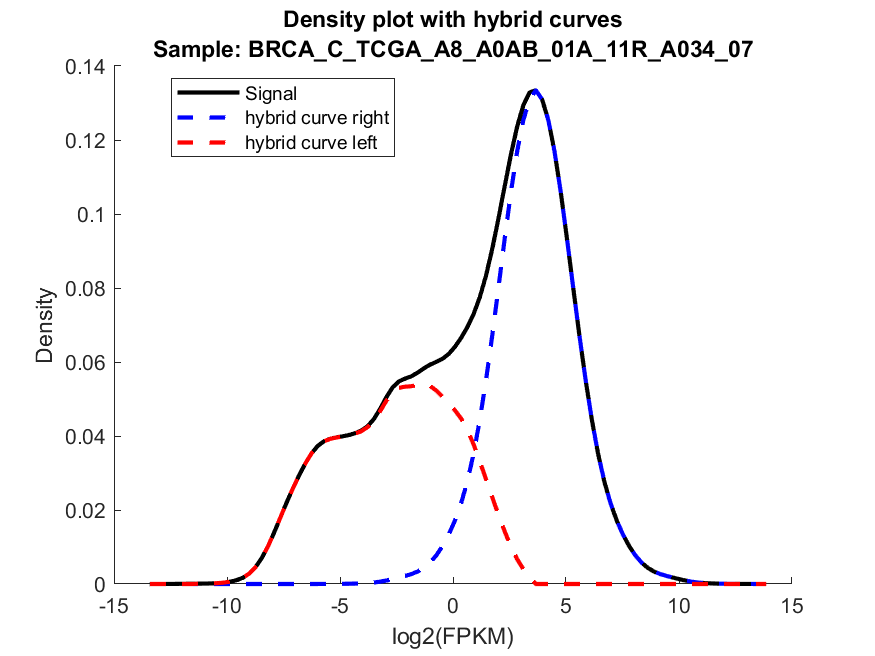 Density plot with hybrid curves
Sample: BRCA_C_TCGA_A8_A0AB_01A_11R_A034_07
Signal
hybrid curve right
hybrid curve left
Density
0.14
0.12
0.1
0.08
0.06
0.04
0.02
0
-15
-10
-5
0
5
10
15
log2(FPKM)